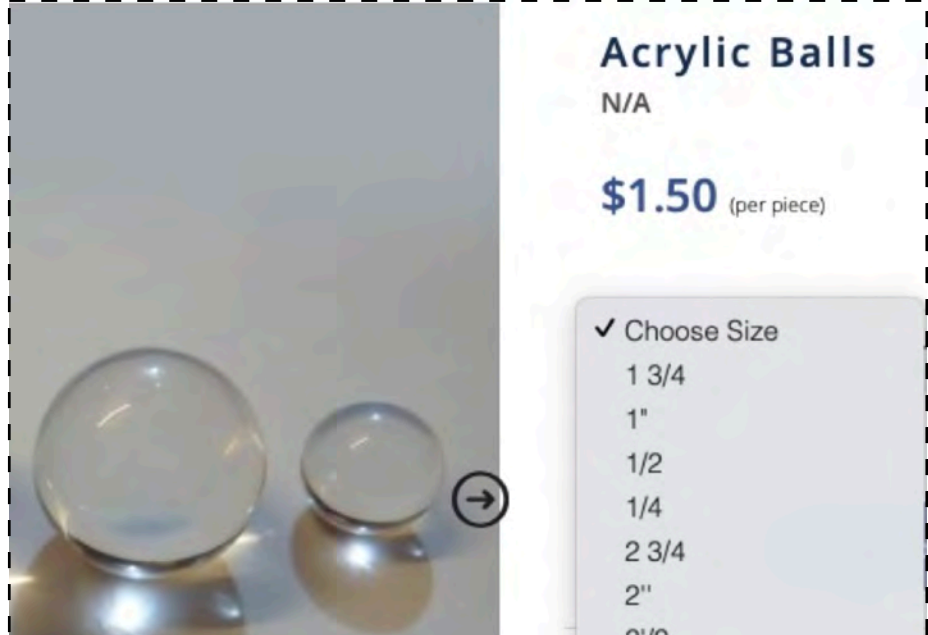 Acrylic Balls
N/A
$1.50 (per piece)
✓ Choose Size
1 3/4
1"
1/2
1/4
2 3/4
2''